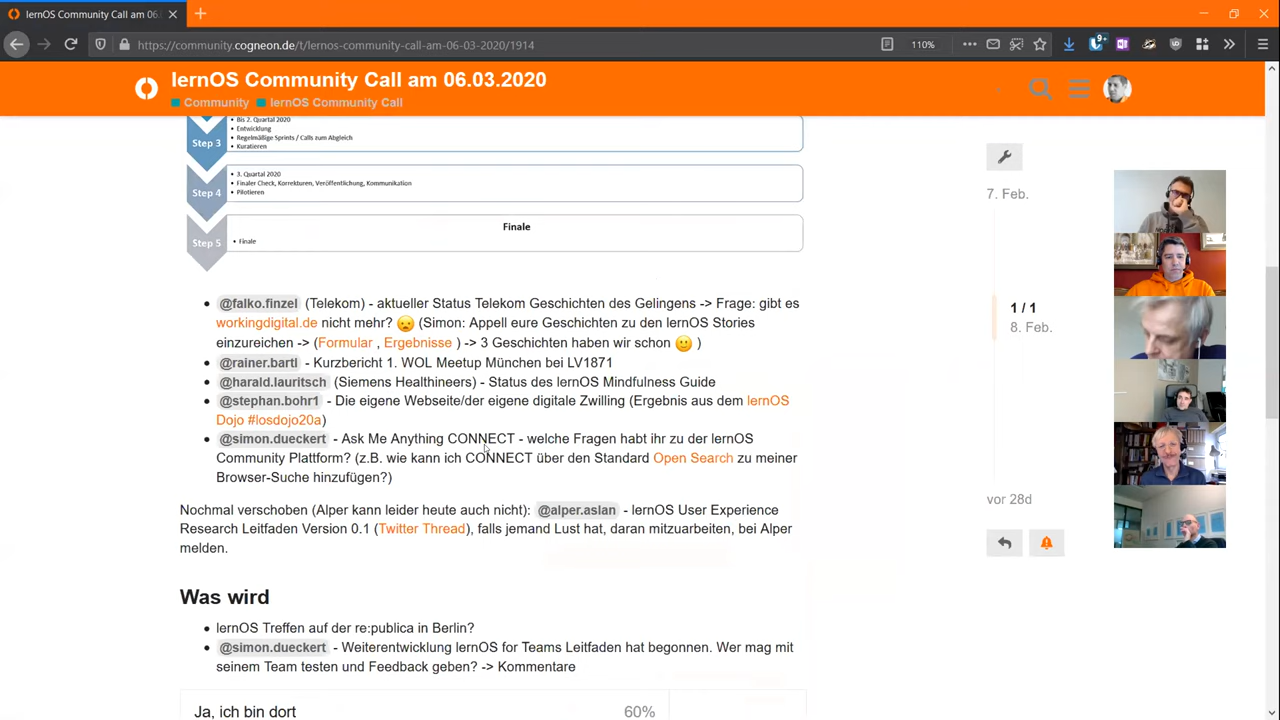 lernOS Community Call am 06.
https://community.cogneon.de/t/lernos-community-call-am-06-03-2020/1914
110%
9+
lernOS Community Call am 06.03.2020
Community lernOS Community Call
Step 3
• Bis 2. Quartal 2020
• Entwicklung
• Regelmäßige Sprints / Calls zum Abgleich
• Kuratieren
Step 4
• 3. Quartal 2020
• Finaler Check, Korrekturen, Veröffentlichung, Kommunikation
• Pilotieren
Finale
Step 5
• Finale
7. Feb.
1 / 1
8. Feb.
vor 28d
• @falko.finzel (Telekom) - aktueller Status Telekom Geschichten des Gelingens -> Frage: gibt es
workingdigital.de nicht mehr? (Simon: Appell eure Geschichten zu den lernOS Stories
einzureichen -> (Formular , Ergebnisse ) -> 3 Geschichten haben wir schon )
• @rainer.bartl - Kurzbericht 1. WOL Meetup München bei LV1871
• @harald.lauritsch (Siemens Healthineers) - Status des lernOS Mindfulness Guide
• @stephan.bohr1 - Die eigene Webseite/der eigene digitale Zwilling (Ergebnis aus dem lernOS
Dojo #losdojo20a)
• @simon.dueckert - Ask Me Anything CONNECT - welche Fragen habt ihr zu der lernOS
Community Plattform? (z.B. wie kann ich CONNECT über den Standard Open Search zu meiner
Browser-Suche hinzufügen?)
Nochmal verschoben (Alper kann leider heute auch nicht): @alper.aslan - lernOS User Experience
Research Leitfaden Version 0.1 (Twitter Thread), falls jemand Lust hat, daran mitzuarbeiten, bei Alper
melden.
Was wird
• lernOS Treffen auf der re:publica in Berlin?
• @simon.dueckert - Weiterentwicklung lernOS for Teams Leitfaden hat begonnen. Wer mag mit
seinem Team testen und Feedback geben? -> Kommentare
Ja, ich bin dort 60%